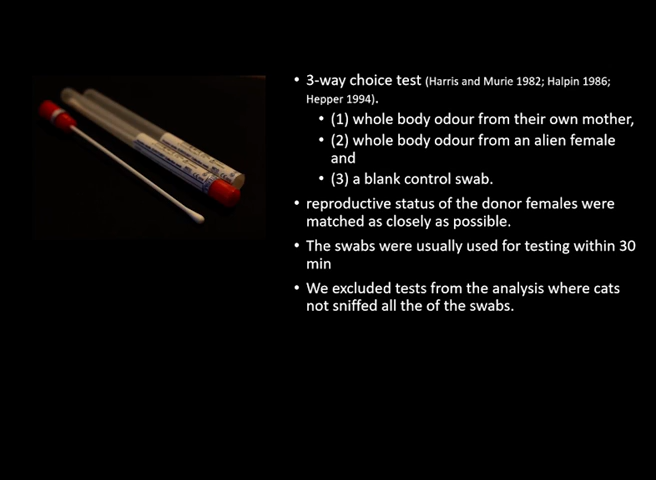 • 3-way choice test (Harris and Murie 1982; Halpin 1986;
Hepper 1994).
• (1) whole body odour from their own mother,
• (2) whole body odour from an alien female
and
• (3) a blank control swab.
• reproductive status of the donor females were
matched as closely as possible.
• The swabs were usually used for testing within 30
min
• We excluded tests from the analysis where cats
not sniffed all the of the swabs.